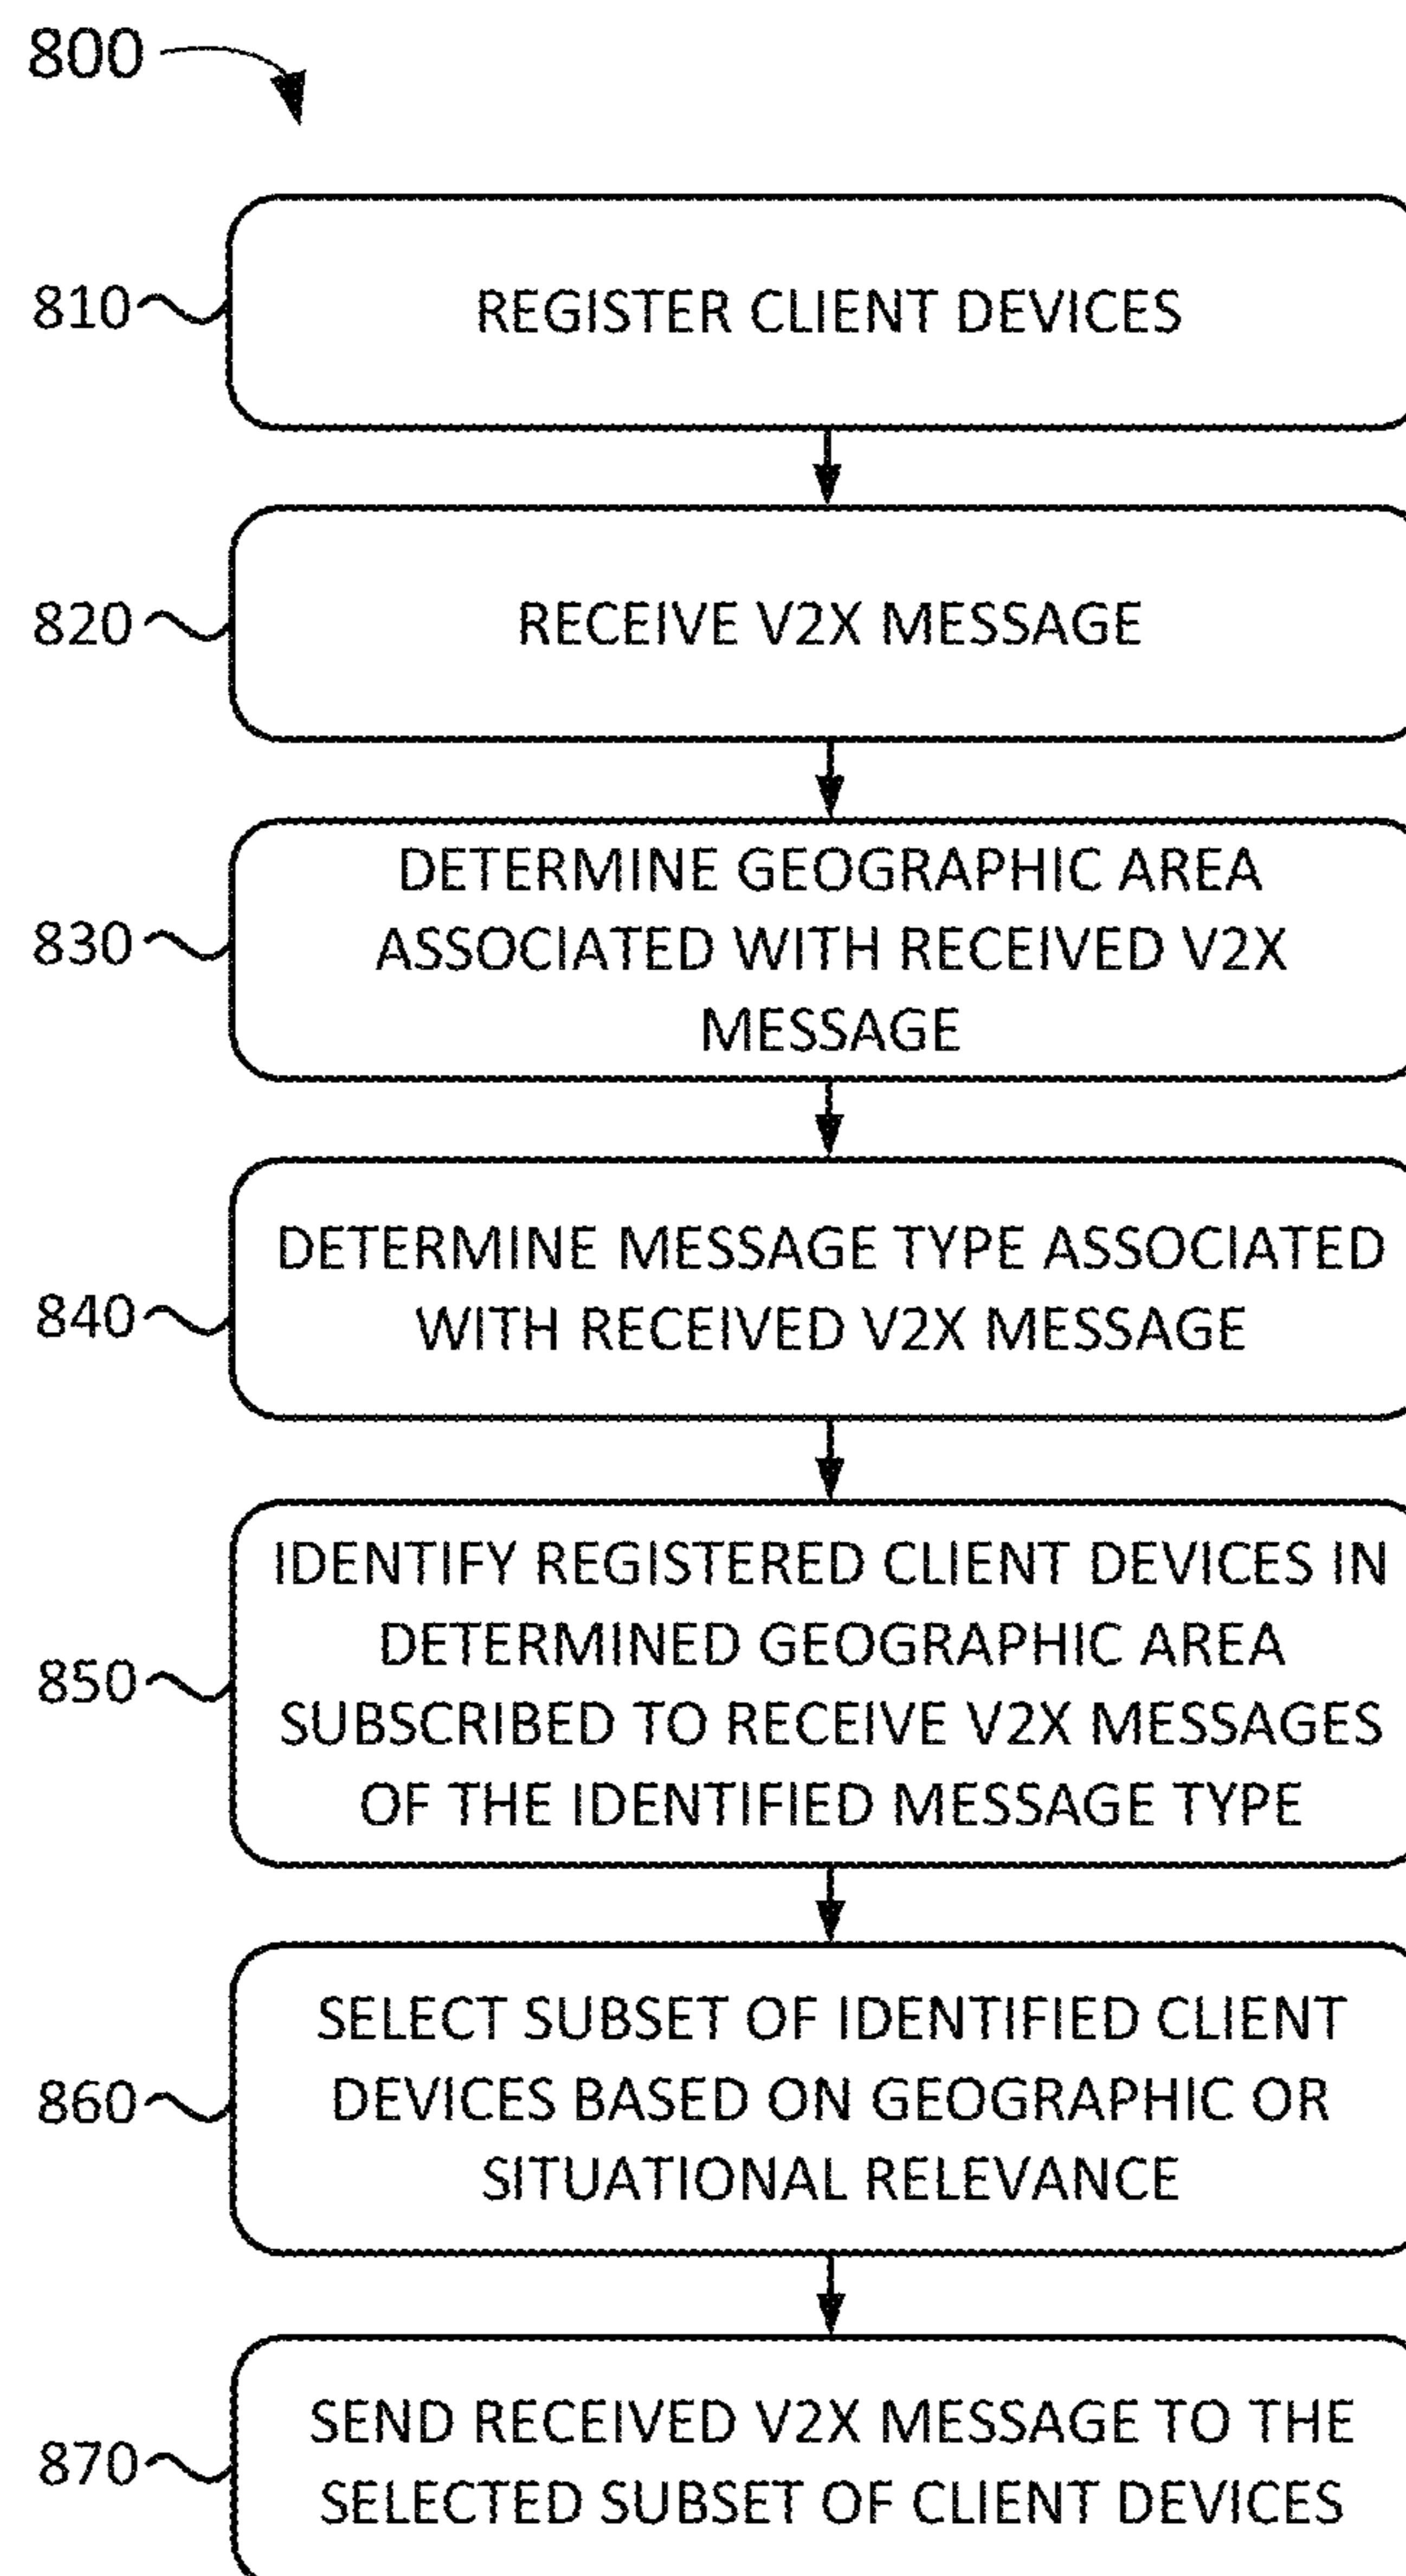 800
810
REGISTER CLIENT DEVICES
820
RECEIVE V2X MESSAGE
DETERMINE GEOGRAPHIC AREA
830
ASSOCIATED WITH RECEIVED V2X
MESSAGE
DETERMINE MESSAGE TYPE ASSOCIATED
840
WITH RECEIVED V2X MESSAGE
IDENTIFY REGISTERED CLIENT DEVICES IN
DETERMINED GEOGRAPHIC AREA
850
SUBSCRIBED TO RECEIVE V2X MESSAGES
OF THE IDENTIFIED MESSAGE TYPE
SELECT SUBSET OF IDENTIFIED CLIENT
860
DEVICES BASED ON GEOGRAPHIC OR
SITUATIONAL RELEVANCE
SEND RECEIVED V2X MESSAGE TO THE
870
SELECTED SUBSET OF CLIENT DEVICES